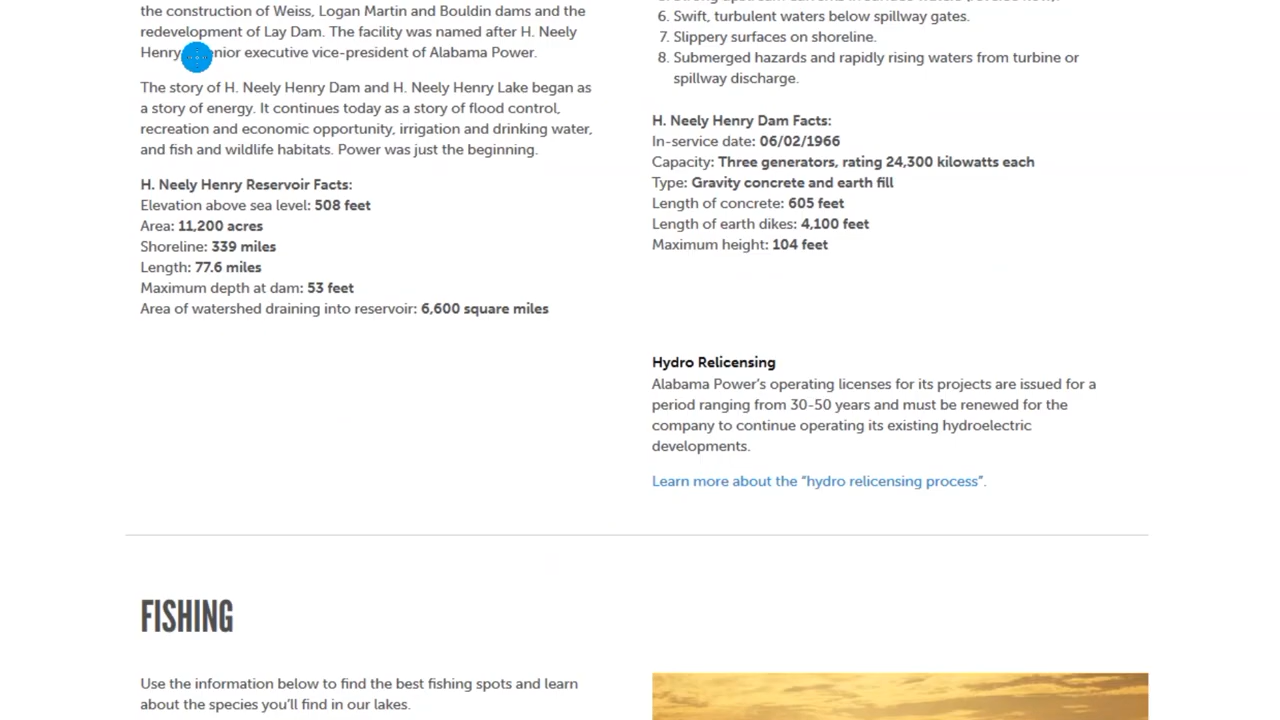 the construction of Weiss, Logan Martin and Bouldin dams and the
redevelopment of Lay Dam. The facility was named after H. Neely
Henry executive vice-president of Alabama Power.
The story of H. Neely Henry Dam and H. Neely Henry Lake began as
a story of energy. It continues today as a story of flood control,
recreation and economic opportunity, irrigation and drinking water,
and fish and wildlife habitats. Power was just the beginning.
H. Neely Henry Reservoir Facts:
Elevation above sea level: 508 feet
Area: 11,200 acres
Shoreline: 339 miles
Length: 77.6 miles
Maximum depth at dam: 53 feet
Area of watershed draining into reservoir: 6,600 square miles
6. Swift, turbulent waters below spillway gates.
7. Slippery surfaces on shoreline.
8. Submerged hazards and rapidly rising waters from turbine or
spillway discharge.
H. Neely Henry Dam Facts:
In-service date: 06/02/1966
Capacity: Three generators, rating 24,300 kilowatts each
Type: Gravity concrete and earth fill
Length of concrete: 605 feet
Length of earth dikes: 4,100 feet
Maximum height: 104 feet
Hydro Relicensing
Alabama Power's operating licenses for its projects are issued for a
period ranging from 30-50 years and must be renewed for the
company to continue operating its existing hydroelectric
developments.
Learn more about the "hydro relicensing process".
FISHING
Use the information below to find the best fishing spots and learn
about the species you'll find in our lakes.